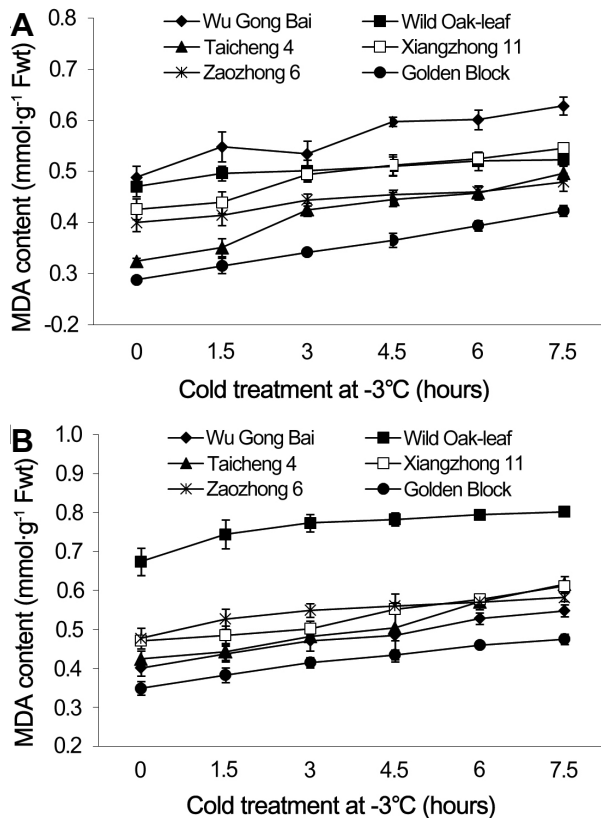 A
0.8
0.7
0.6
0.5
0.4
0.3
-0.2
MDA content (mmol·g⁻¹ Fwt)
Wu Gong Bai
Wild Oak-leaf
Taicheng 4
Xiangzhong 11
Zaozhong 6
Golden Block
0 1.5 3 4.5 6 7.5
Cold treatment at -3°C (hours)
B
1.0
0.9
0.8
0.7
0.6
0.5
0.4
0.3
0.2
MDA content (mmol·g⁻¹ Fwt)
Wu Gong Bai
Wild Oak-leaf
Taicheng 4
Xiangzhong 11
Zaozhong 6
Golden Block
0 1.5 3 4.5 6 7.5
Cold treatment at -3°C (hours)